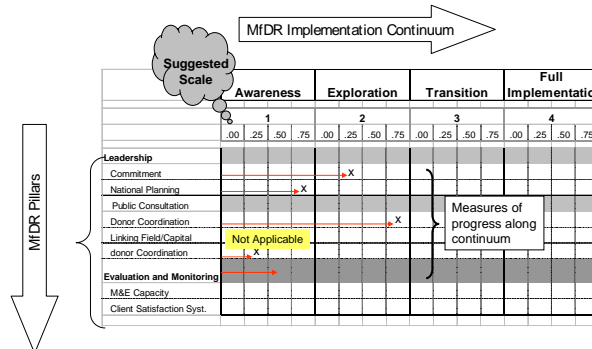 MfDR Implementation Continuum
Suggested
Scale
Awareness Exploration Transition Full
Implementatio
1 2 3 4
.00 .25 .50 .75 .00 .25 .50 .75 .00 .25 .50 .75 .00 .25 .50 .75
MfDR Pillars
Leadership
Commitment x
National Planning x
Public Consultation
Donor Coordination x
Linking Field/Capital Not Applicable
donor Coordination x
Evaluation and Monitoring
M&E Capacity
Client Satisfaction Syst.
Measures of
progress along
continuum